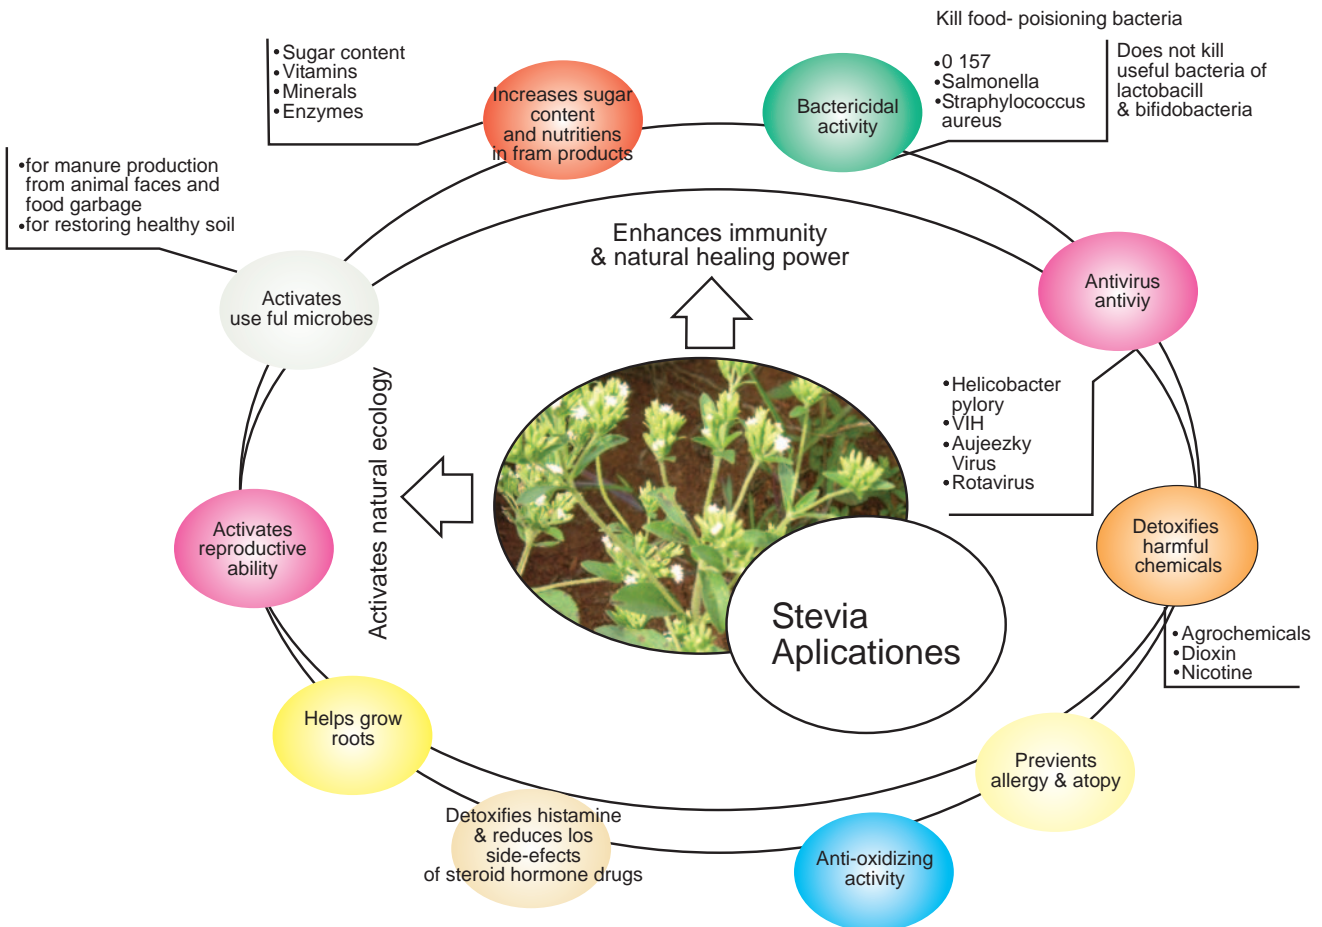 Kill food- poisioning bacteria
•0 157
•Salmonella
•Straphylococcus
aureus
Does not kill
useful bacteria of
lactobacill
& bifidobacteria
•Sugar content
•Vitamins
•Minerals
•Enzymes
Increases sugar
content
and nutritiens
in fram products
Bactericidal
activity
•for manure production
from animal faces and
food garbage
•for restoring healthy soil
Activates
use ful microbes
Enhances immunity
& natural healing power
Antivirus
antiviy
•Helicobacter
pylory
•VIH
•Aujeezky
Virus
•Rotavirus
Activates natural ecology
Activates
reproductive
ability
Detoxifies
harmful
chemicals
•Agrochemicals
•Dioxin
•Nicotine
Stevia
Aplicationes
Helps grow
roots
Previents
allergy & atopy
Detoxifies histamine
& reduces los
side-efects
of steroid hormone drugs
Anti-oxidizing
activity